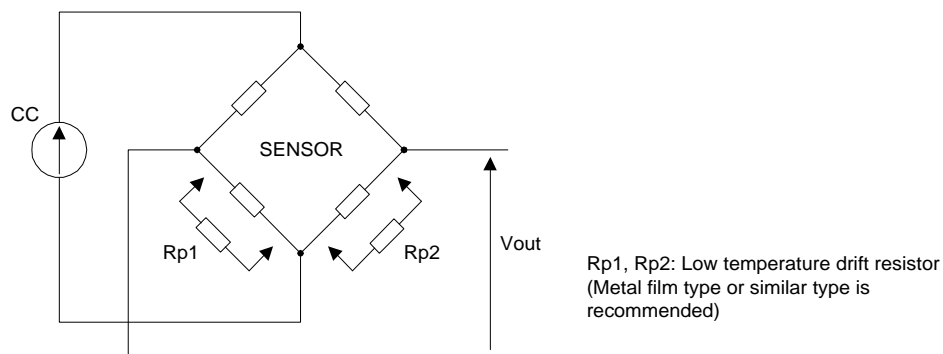 CC
SENSOR
Rp1
Rp2
Vout
Rp1, Rp2: Low temperature drift resistor
(Metal film type or similar type is
recommended)